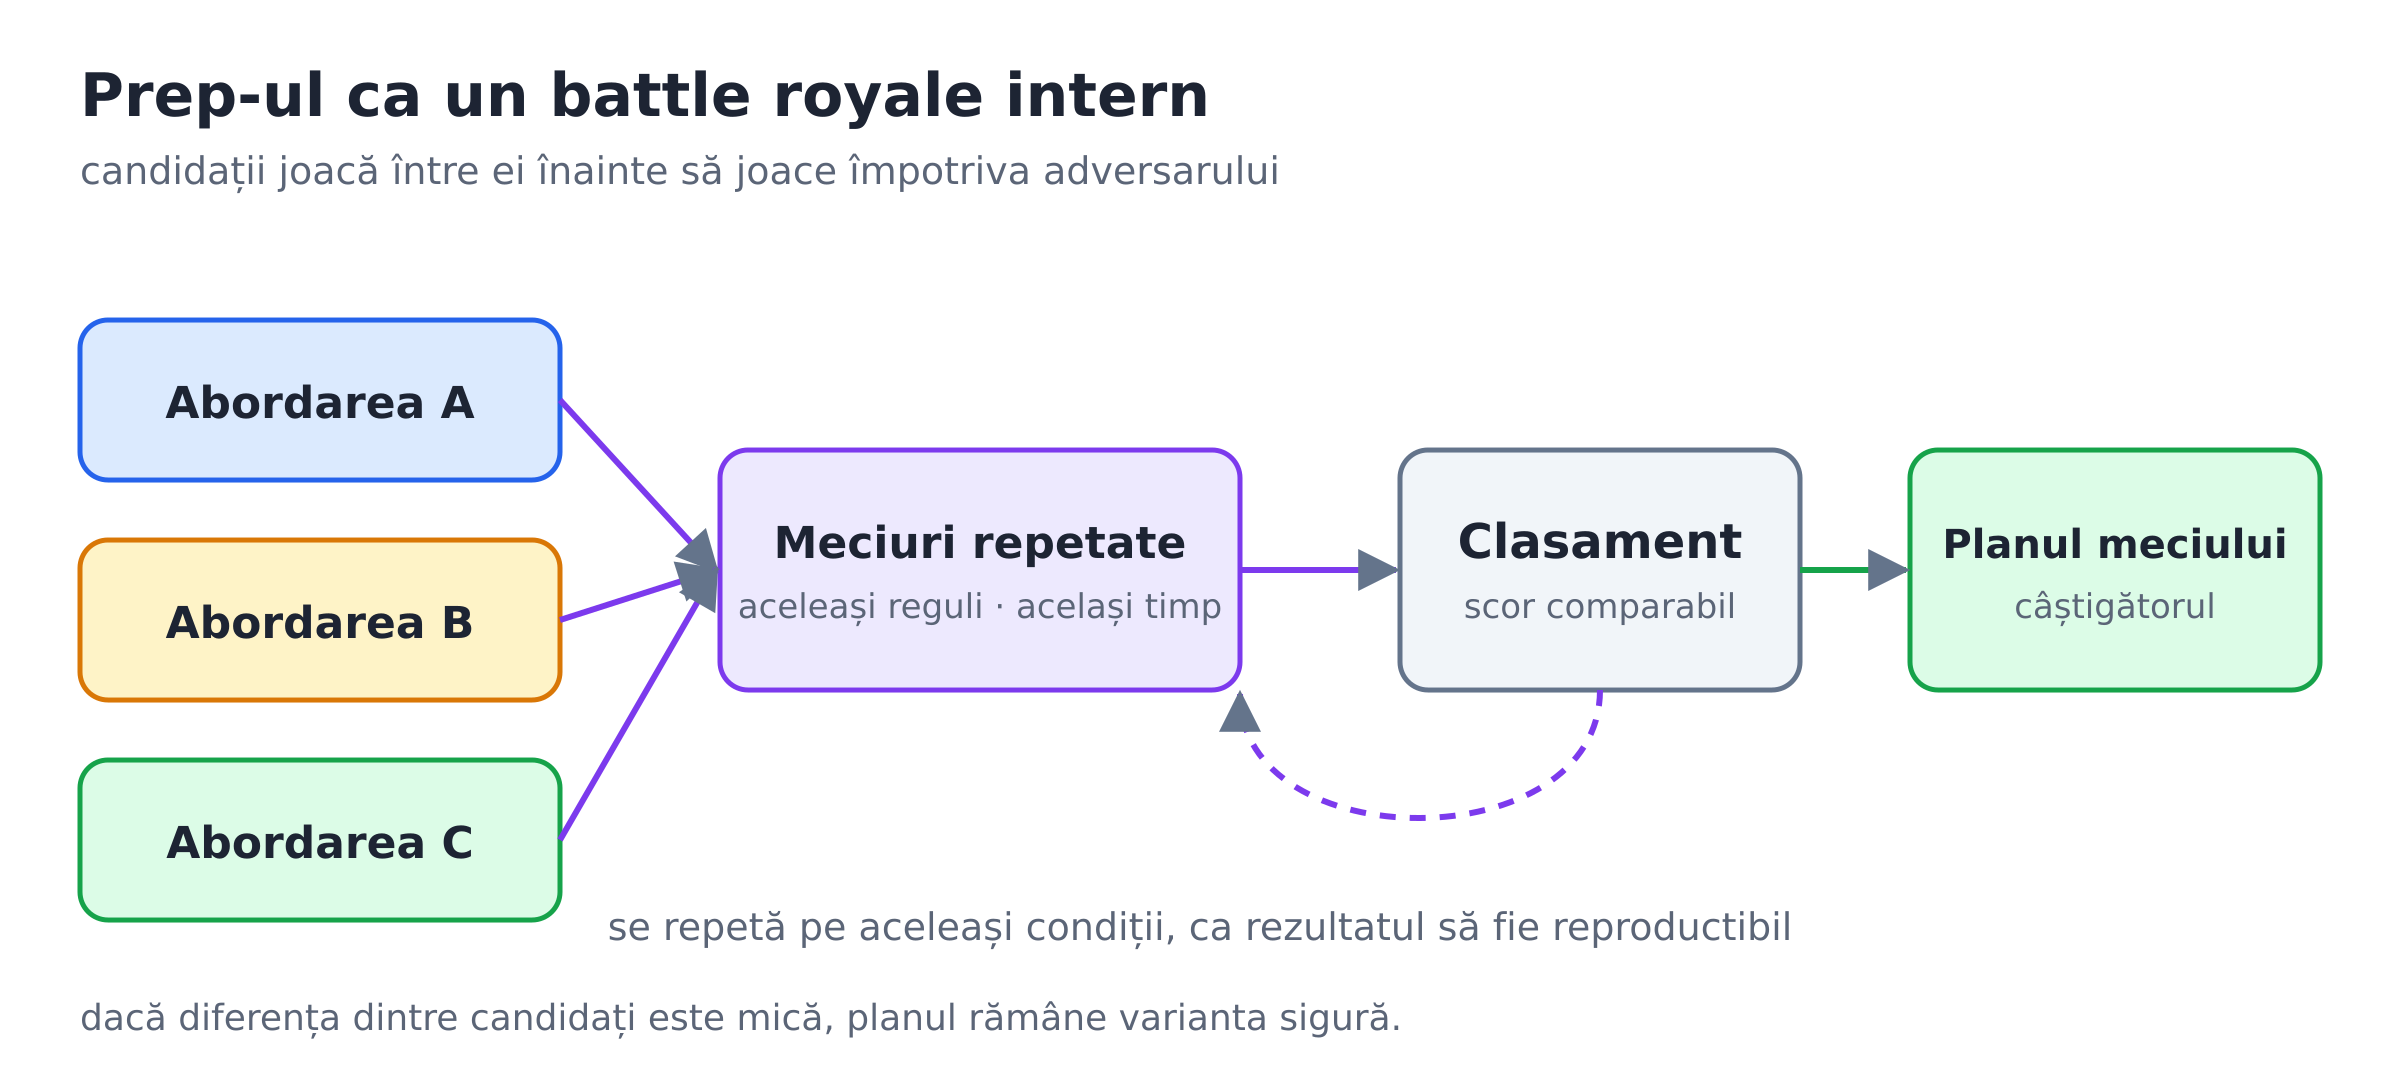 Prep-ul ca un battle royale intern
candidații joacă între ei înainte să joace împotriva adversarului
Abordarea A
Abordarea B
Abordarea C
Meciuri repetate
aceleași reguli · același timp
Clasament
scor comparabil
Planul meciului
câștigătorul
se repetă pe aceleași condiții, ca rezultatul să fie reproductibil
dacă diferența dintre candidați este mică, planul rămâne varianta sigură.